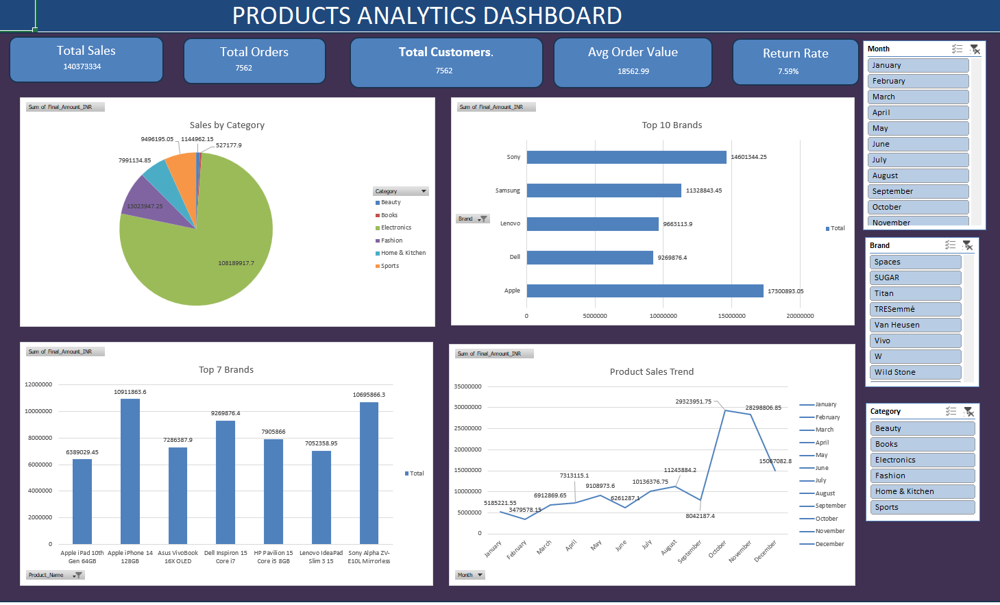 PRODUCTS ANALYTICS DASHBOARD
Total Sales
140373334
Total Orders
7562
Total Customers.
7562
Avg Order Value
18562.99
Return Rate
7.59%
Sum of Final_Amount_INR
Sales by Category
9496195.05
1144962.15
527177.9
7991134.85
13023947.25
108189917.7
Category
Beauty
Books
Electronics
Fashion
Home & Kitchen
Sports
Sum of Final_Amount_INR
Top 10 Brands
Brand
Sony
14601344.25
Samsung
11328843.45
Lenovo
9663113.9
Dell
9269876.4
Apple
17300893.05
0
5000000
10000000
15000000
20000000
Total
Sum of Final_Amount_INR
Top 7 Brands
12000000
10000000
8000000
6000000
4000000
2000000
0
6389029.45
10911863.6
7286387.9
9269876.4
7905866
7052358.95
10695866.3
Apple iPad 10th Gen 64GB
Apple iPhone 14 128GB
Asus VivoBook 16X OLED
Dell Inspiron 15 Core i7
HP Pavilion 15 Core i5 8GB
Lenovo IdeaPad Slim 3 15
Sony Alpha ZV-E10L Mirrorless
Total
Product_Name
Sum of Final_Amount_INR
Product Sales Trend
35000000
30000000
25000000
20000000
15000000
10000000
5000000
0
5185221.55
3479578.15
6912869.65
7313115.1
9108973.6
6261287.1
10136376.75
11243884.2
8042187.4
29323951.75
28298806.85
15067082.8
January
February
March
April
May
June
July
August
September
October
November
December
January
February
March
April
May
June
July
August
September
October
November
December
Month
Month
January
February
March
April
May
June
July
August
September
October
November
Brand
Spaces
SUGAR
Titan
TRESemmé
Van Heusen
Vivo
W
Wild Stone
Category
Beauty
Books
Electronics
Fashion
Home & Kitchen
Sports